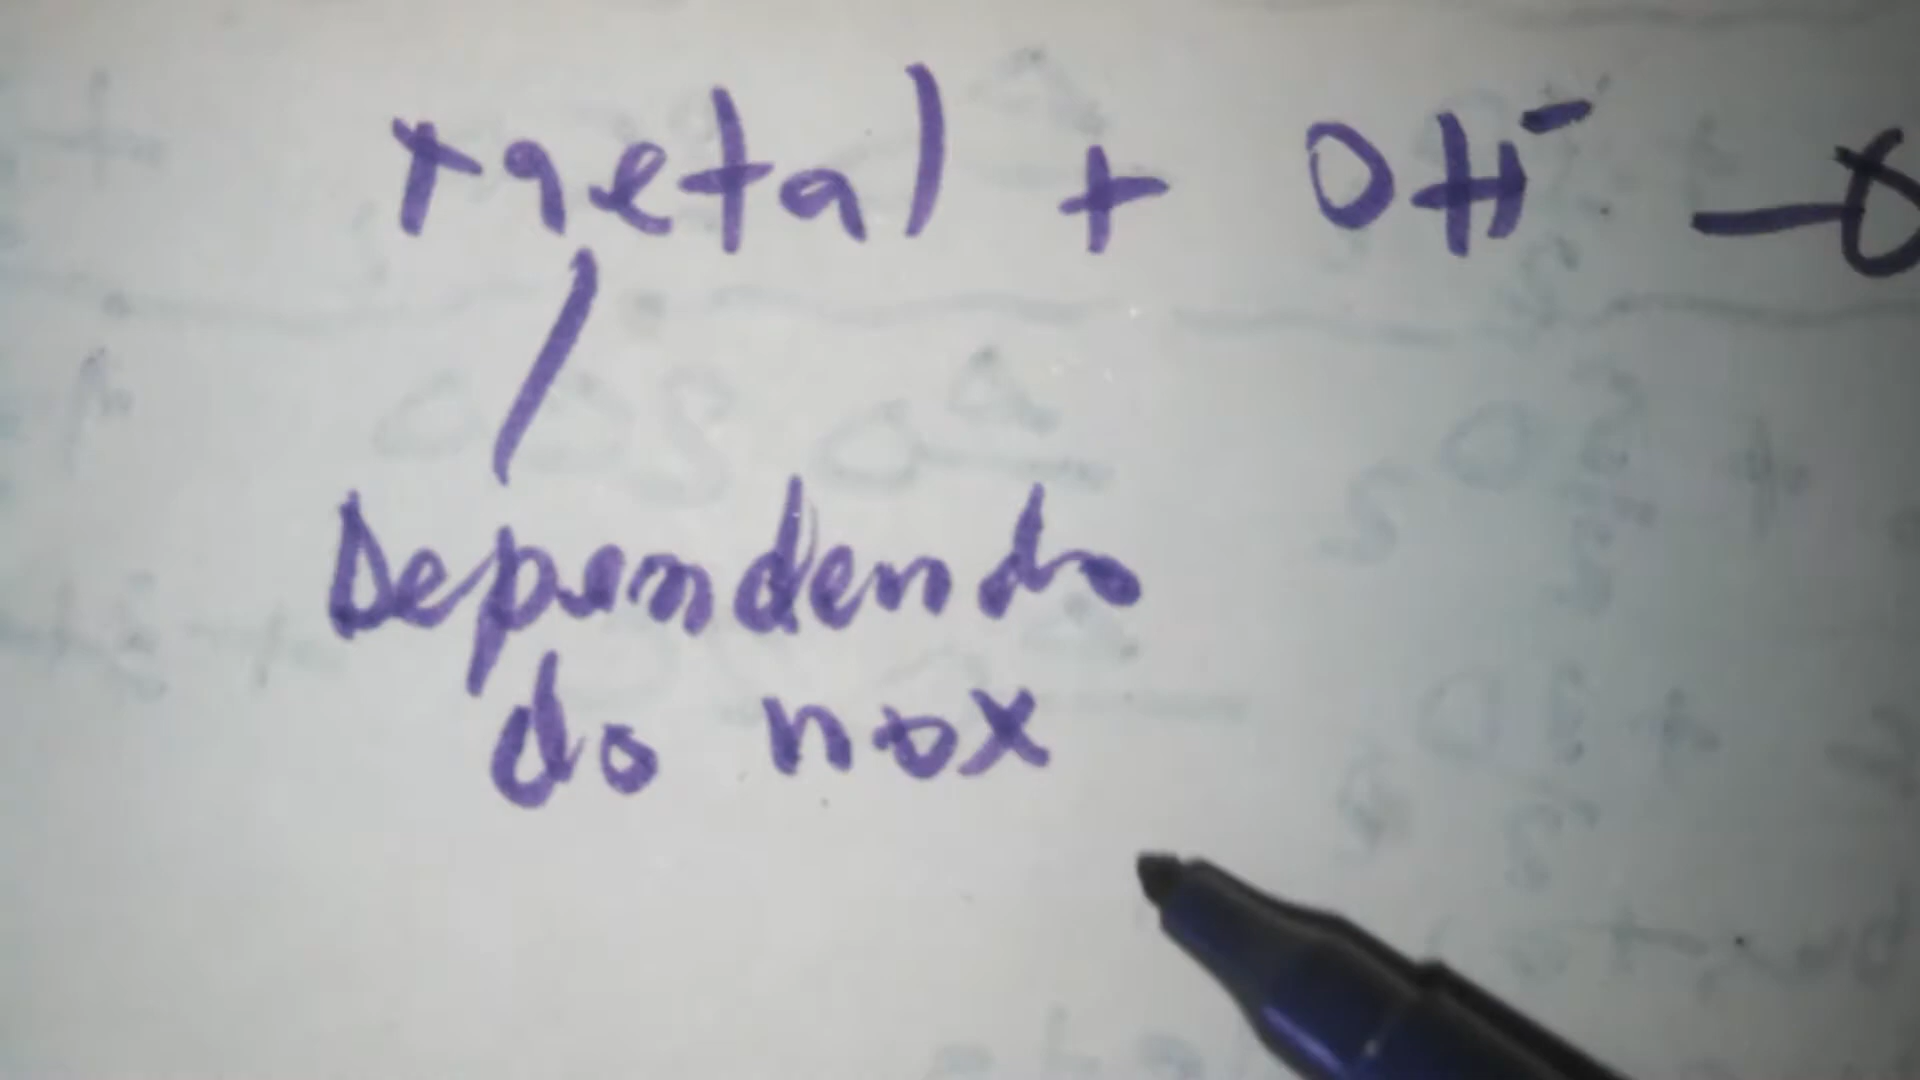 metal + OH⁻
Dependendo
do nox